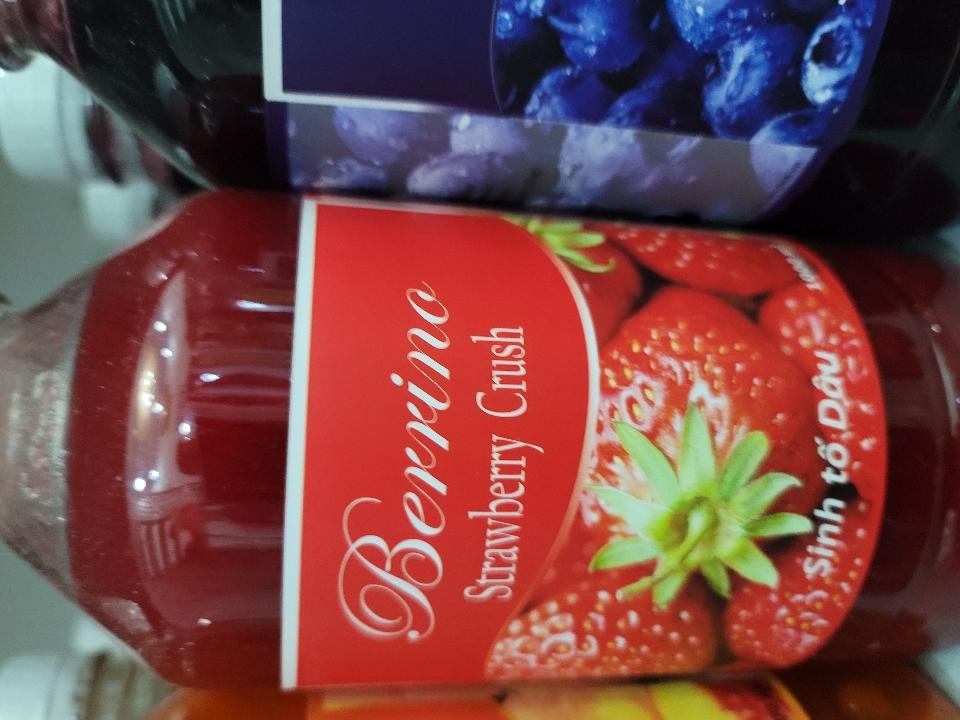 Berrino
Strawberry Crush
Sinh tố Dâu